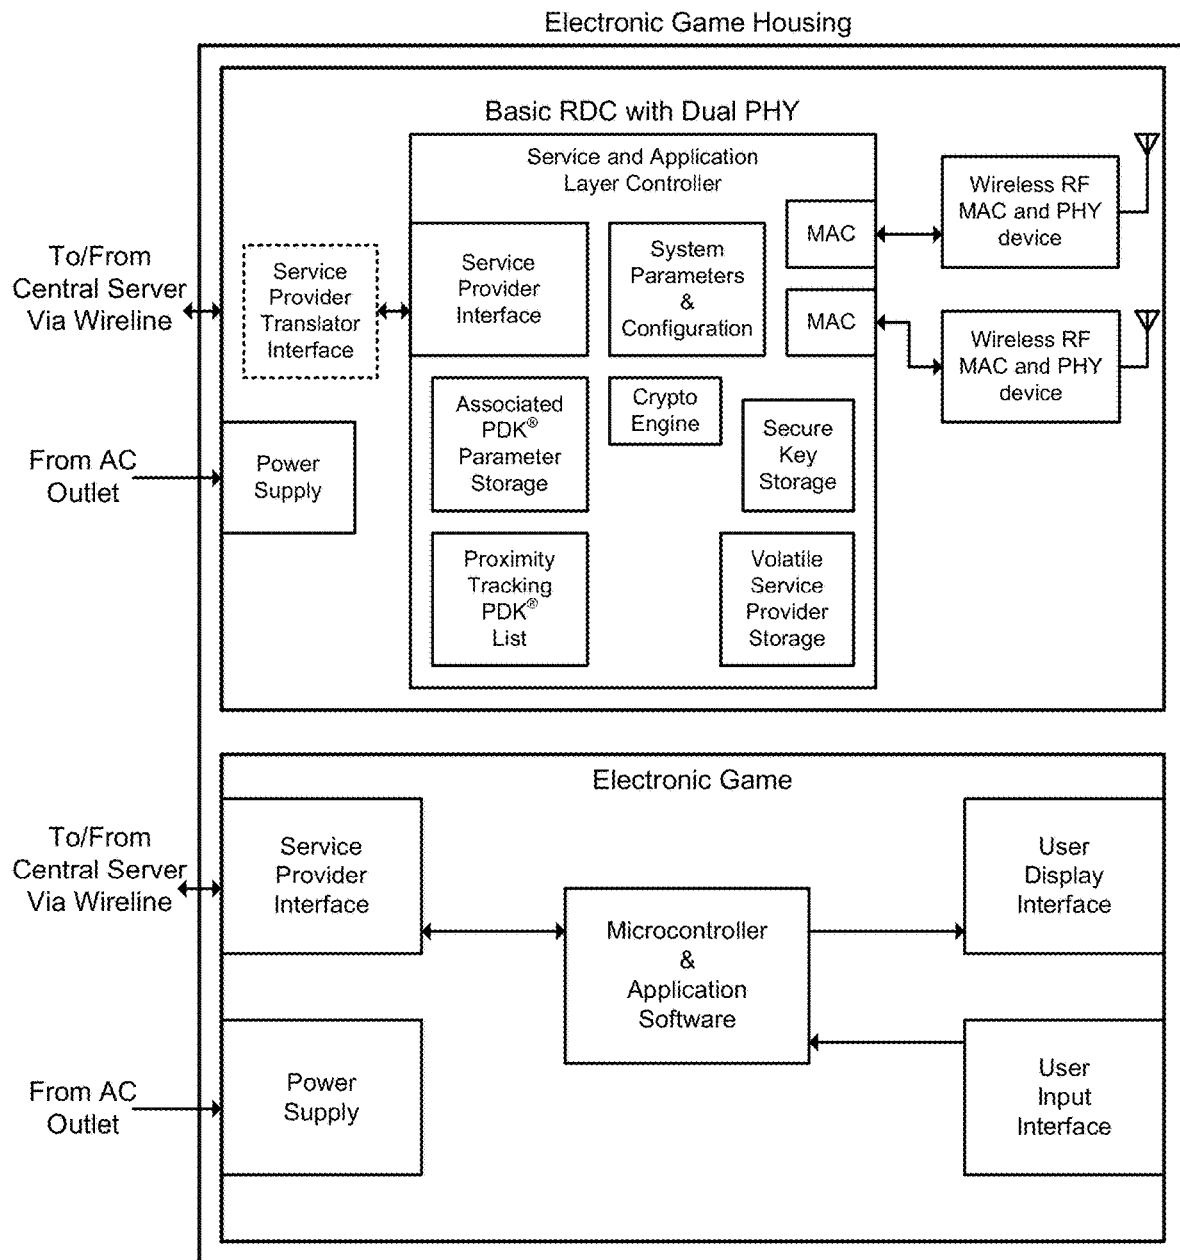 Electronic Game Housing
Basic RDC with Dual PHY
Service and Application
Layer Controller
To/From
Central Server
Via Wireline
Service
Provider
Translator
Interface
Service
Provider
Interface
System
Parameters
&
Configuration
MAC
MAC
Wireless RF
MAC and PHY
device
Wireless RF
MAC and PHY
device
From AC
Outlet
Power
Supply
Associated
PDK®
Parameter
Storage
Crypto
Engine
Secure
Key
Storage
Proximity
Tracking
PDK®
List
Volatile
Service
Provider
Storage
Electronic Game
To/From
Central Server
Via Wireline
Service
Provider
Interface
Microcontroller
&
Application
Software
User
Display
Interface
From AC
Outlet
Power
Supply
User
Input
Interface